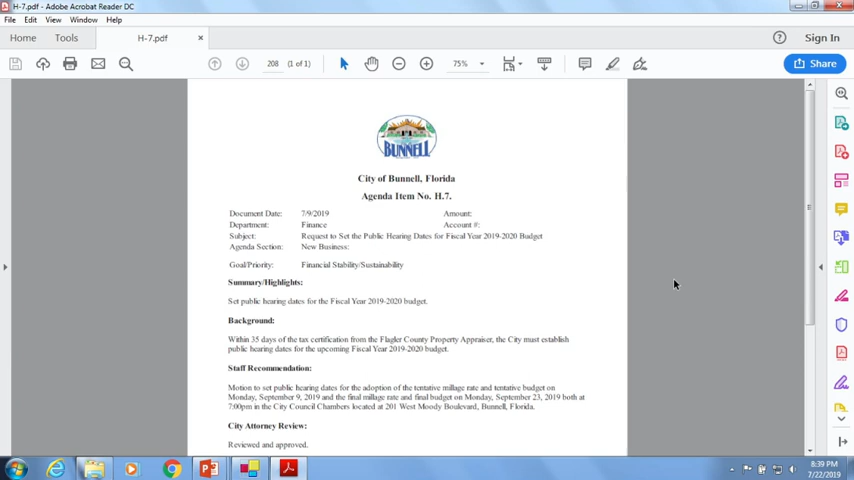 H-7.pdf - Adobe Acrobat Reader DC
File Edit View Window Help
Home Tools H-7.pdf × Sign In
208 (1 of 1) 75% Share
BUNNELL
City of Bunnell, Florida
Agenda Item No. H.7.
Document Date: 7/9/2019 Amount:
Department: Finance Account #:
Subject: Request to Set the Public Hearing Dates for Fiscal Year 2019-2020 Budget
Agenda Section: New Business:
Goal/Priority: Financial Stability/Sustainability
Summary/Highlights:
Set public hearing dates for the Fiscal Year 2019-2020 budget.
Background:
Within 35 days of the tax certification from the Flagler County Property Appraiser, the City must establish
public hearing dates for the upcoming Fiscal Year 2019-2020 budget.
Staff Recommendation:
Motion to set public hearing dates for the adoption of the tentative millage rate and tentative budget on
Monday, September 9, 2019 and the final millage rate and final budget on Monday, September 23, 2019 both at
7:00pm in the City Council Chambers located at 201 West Moody Boulevard, Bunnell, Florida.
City Attorney Review:
Reviewed and approved.
8:39 PM
7/22/2019